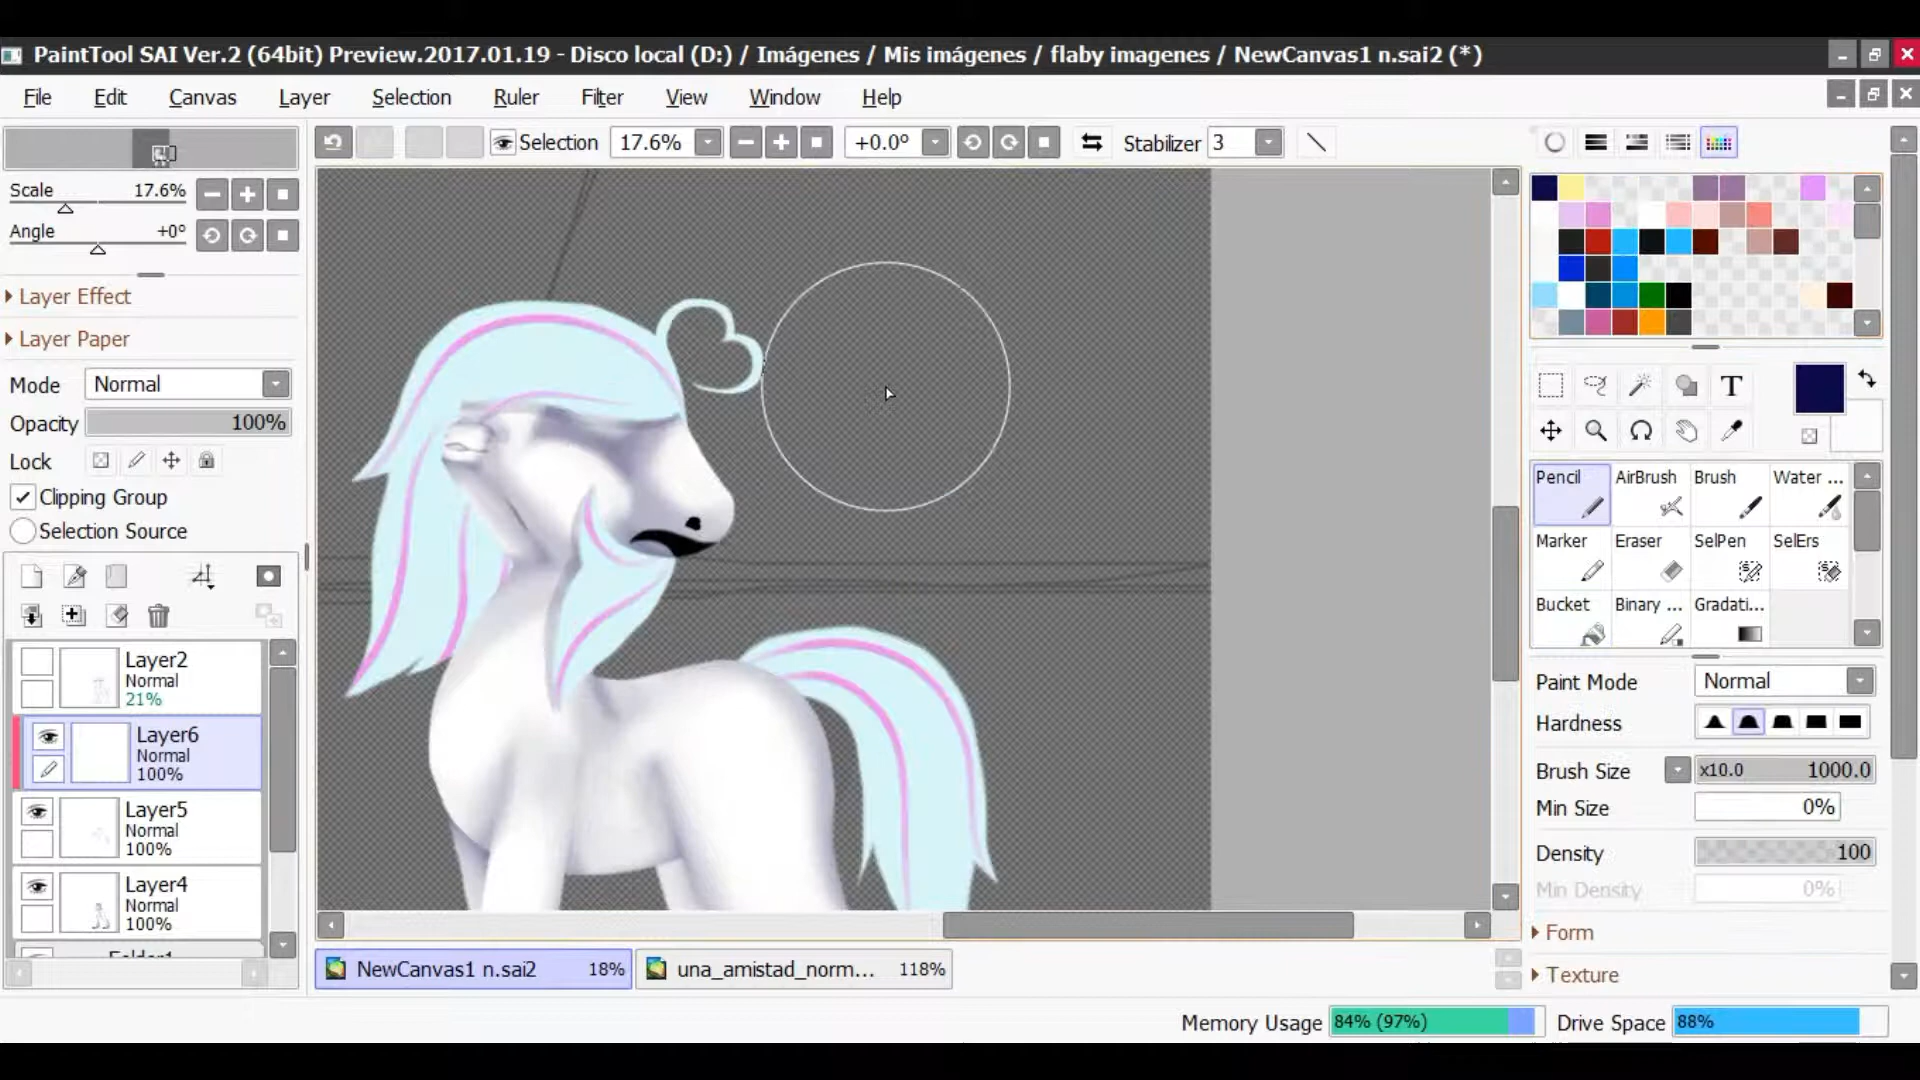 PaintTool SAI Ver.2 (64bit) Preview.2017.01.19 - Disco local (D:) / Imágenes / Mis imágenes / flaby imagenes / NewCanvas1 n.sai2 (*)
File Edit Canvas Layer Selection Ruler Filter View Window Help
Selection 17.6% +0.0º Stabilizer 3
Scale 17.6%
Angle +0º
Layer Effect
Layer Paper
Mode Normal
Opacity 100%
Lock
Clipping Group
Selection Source
Layer2
Normal
21%
Layer6
Normal
100%
Layer5
Normal
100%
Layer4
Normal
100%
T
Pencil AirBrush Brush Water ...
Marker Eraser SelPen SelErs
Bucket Binary ... Gradati...
Paint Mode Normal
Hardness
Brush Size x10.0 1000.0
Min Size 0%
Density 100
Min Density 0%
Form
Texture
NewCanvas1 n.sai2 18% una_amistad_norm... 118%
Memory Usage 84% (97%) Drive Space 88%